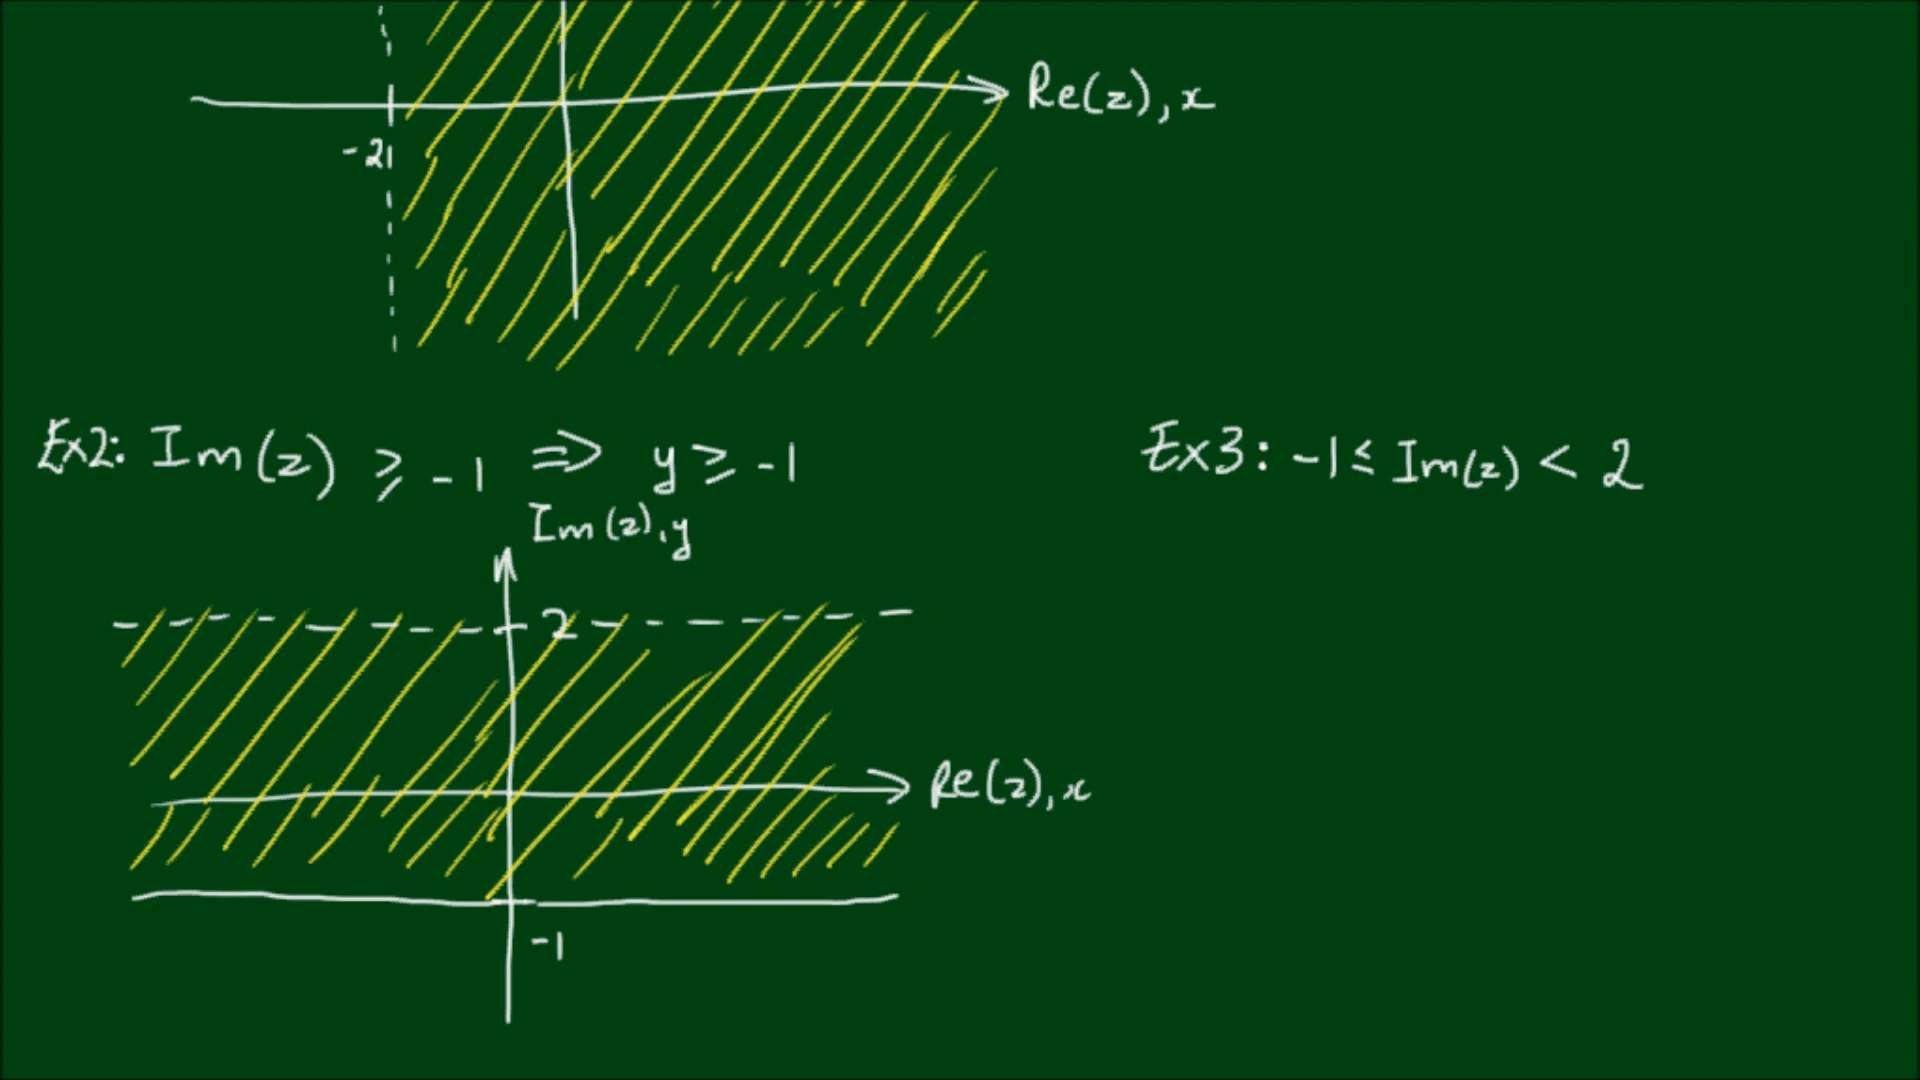 Re(z), x
-2
Ex2: Im(z) ⩾ -1 ⇒ y ⩾ -1
Ex3: -1 ≤ Im(z) < 2
Im(z), y
2
Re(z), x
-1